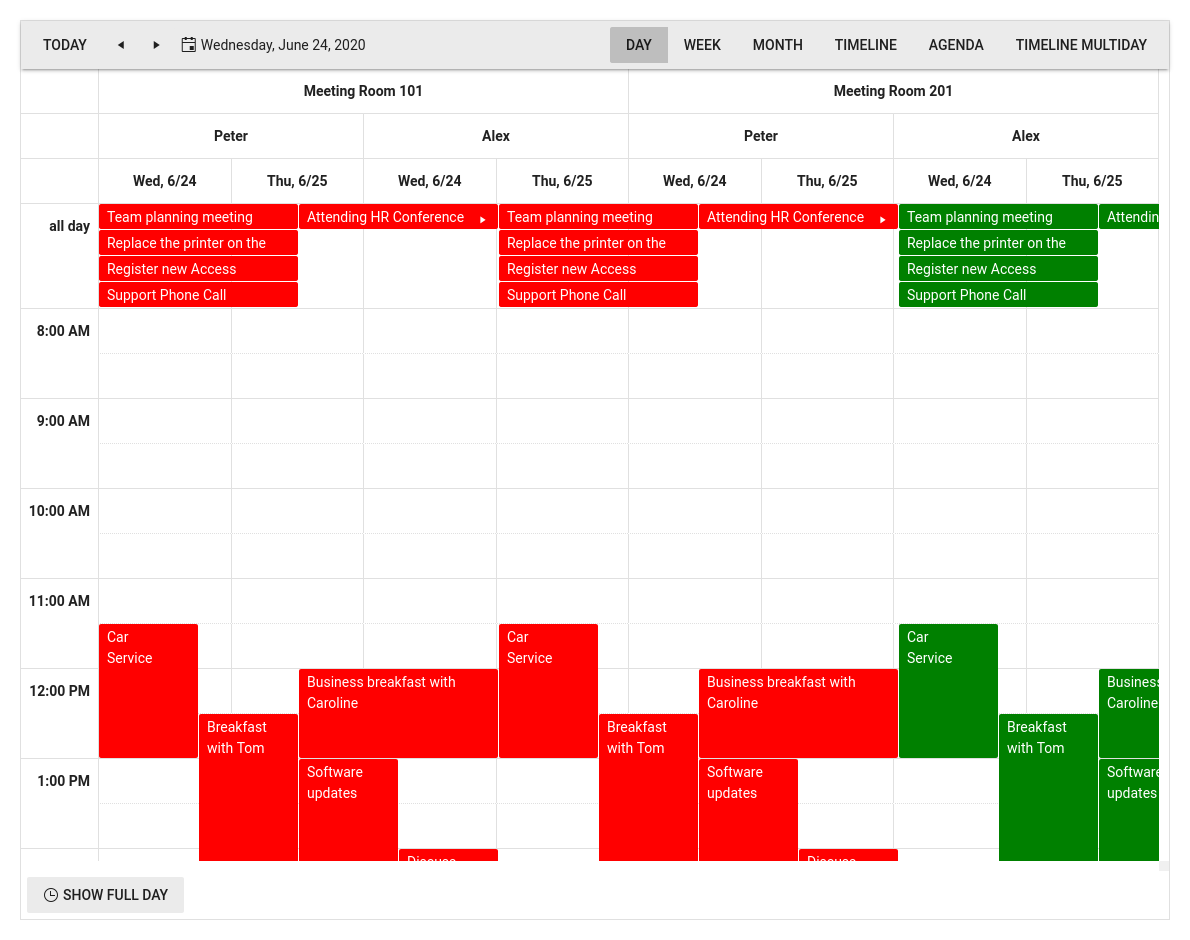 TODAY Wednesday, June 24, 2020 DAY WEEK MONTH TIMELINE AGENDA TIMELINE MULTIDAY
Meeting Room 101 Meeting Room 201
Peter Alex Peter Alex
Wed, 6/24 Thu, 6/25 Wed, 6/24 Thu, 6/25 Wed, 6/24 Thu, 6/25 Wed, 6/24 Thu, 6/25
all day
Team planning meeting Attending HR Conference Team planning meeting Attending HR Conference Team planning meeting Attendin
Replace the printer on the Replace the printer on the Replace the printer on the
Register new Access Register new Access Register new Access
Support Phone Call Support Phone Call Support Phone Call
8:00 AM
9:00 AM
10:00 AM
11:00 AM
Car Car Car
Service Service Service
12:00 PM
Business breakfast with Business breakfast with Business
Caroline Caroline Caroline
Breakfast Breakfast Breakfast
with Tom with Tom with Tom
1:00 PM
Software Software Software
updates updates updates
Discuss Discuss
SHOW FULL DAY